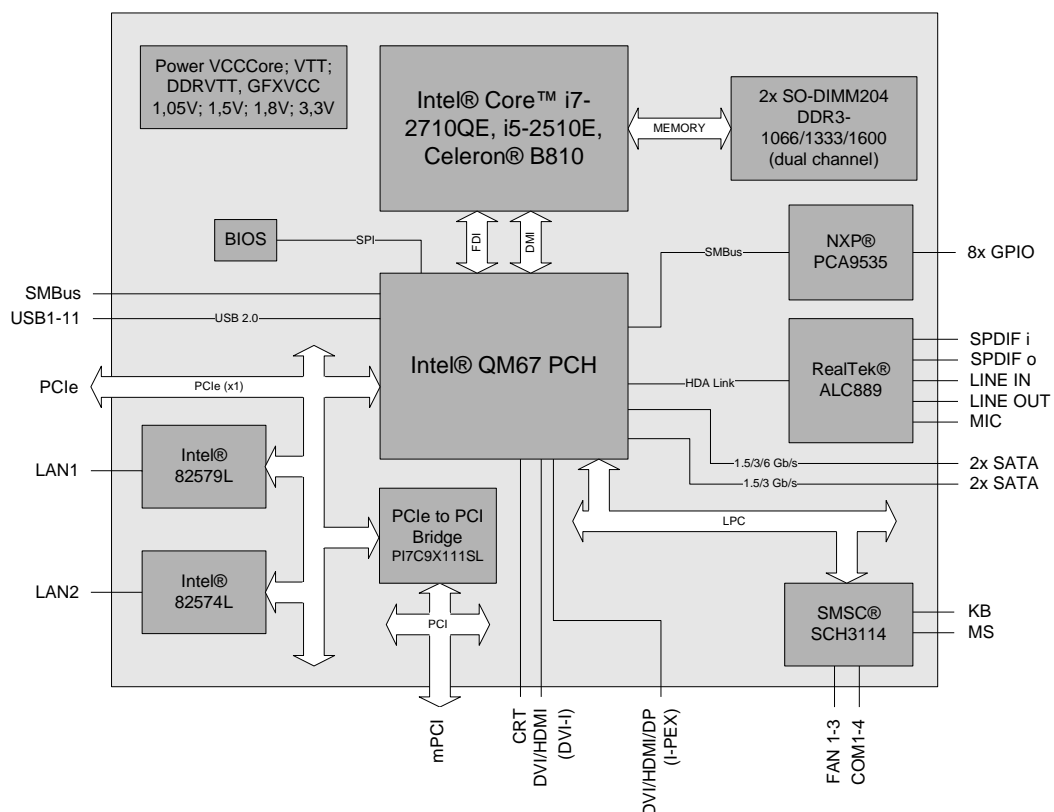 Power VCCCore; VTT;
DDRVTT, GFXVCC
1,05V; 1,5V; 1,8V; 3,3V
Intel® Core™ i7-
2710QE, i5-2510E,
Celeron® B810
MEMORY
2x SO-DIMM204
DDR3-
1066/1333/1600
(dual channel)
BIOS
SPI
FDI
DMI
SMBus
NXP®
PCA9535
8x GPIO
SMBus
USB1-11
USB 2.0
Intel® QM67 PCH
PCIe
PCIe (x1)
HDA Link
RealTek®
ALC889
SPDIF i
SPDIF o
LINE IN
LINE OUT
MIC
LAN1
Intel®
82579L
1.5/3/6 Gb/s
2x SATA
1.5/3 Gb/s
2x SATA
PCIe to PCI
Bridge
PI7C9X111SL
LPC
LAN2
Intel®
82574L
PCI
SMSC®
SCH3114
KB
MS
mPCI
CRT
DVI/HDMI
(DVI-I)
DVI/HDMI/DP
(I-PEX)
FAN 1-3
COM1-4